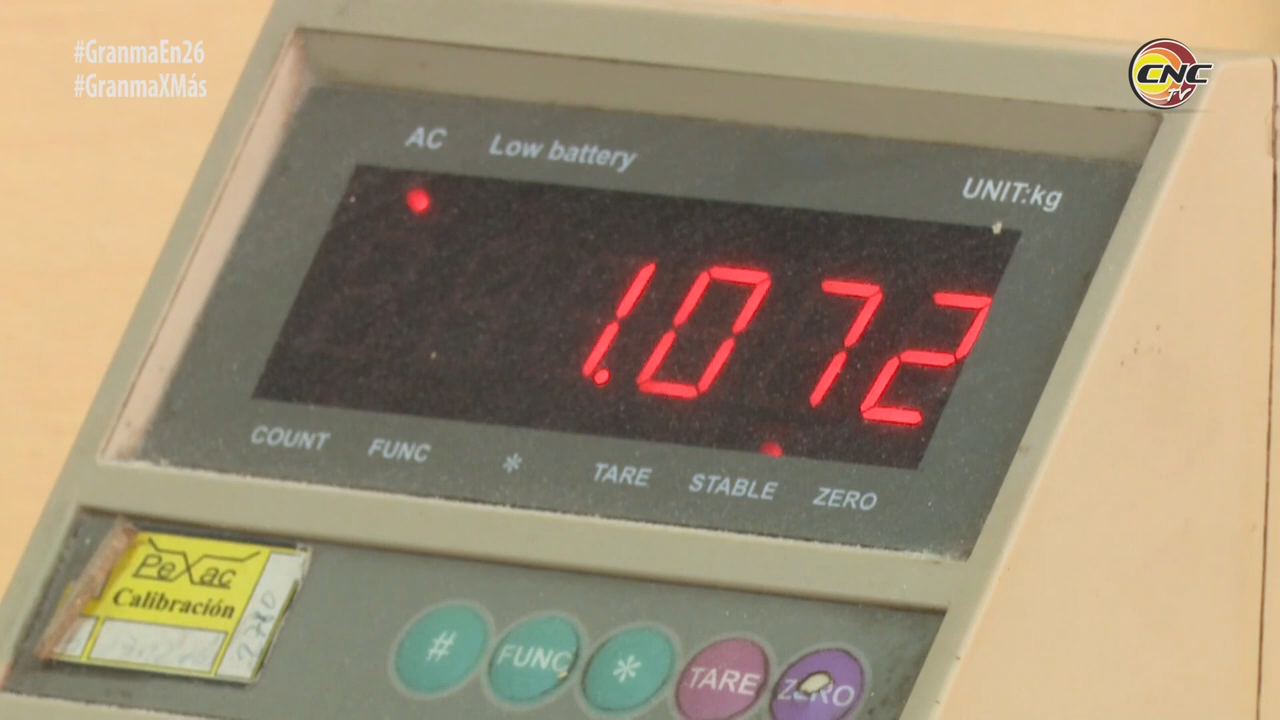 #GranmaEn26
#GranmaXMás
CNC
TV
AC Low battery
UNIT:kg
1.072
COUNT FUNC * TARE STABLE ZERO
PeXac
Calibración
2780
# FUNC * TARE ZERO